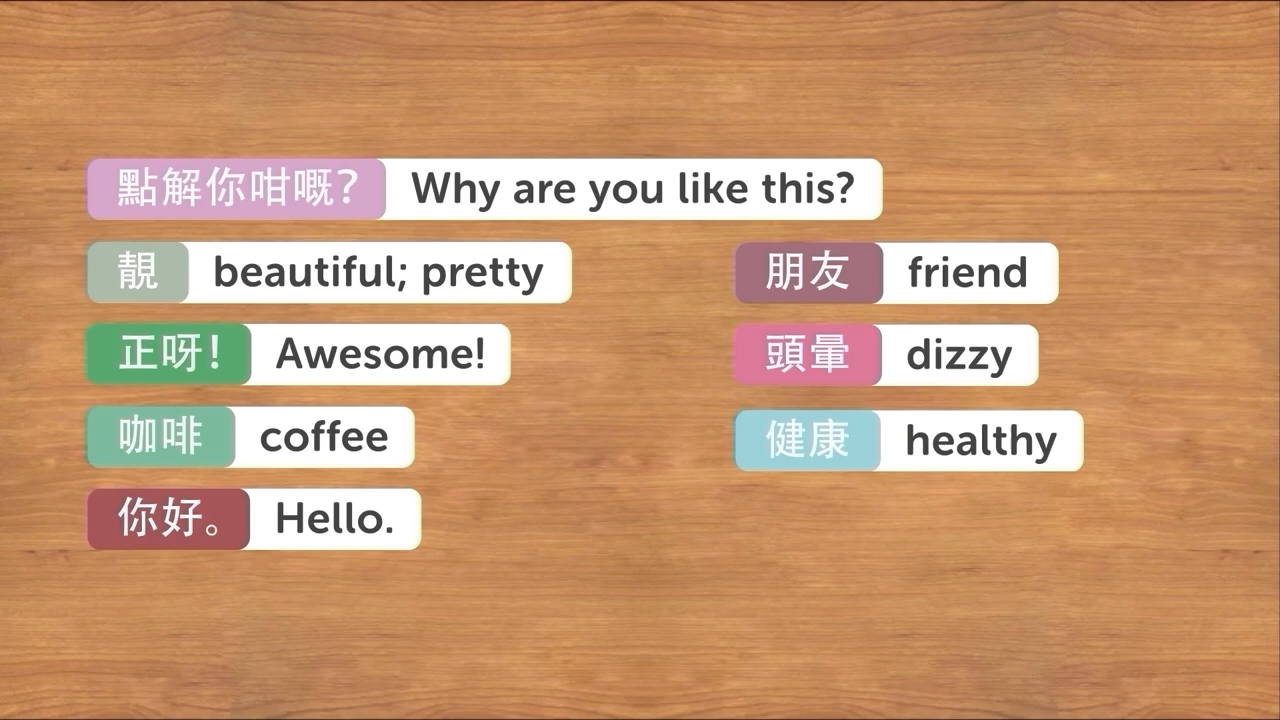 點解你咁嘅？ Why are you like this?
靚 beautiful; pretty
正呀！ Awesome!
咖啡 coffee
你好。 Hello.
朋友 friend
頭暈 dizzy
健康 healthy